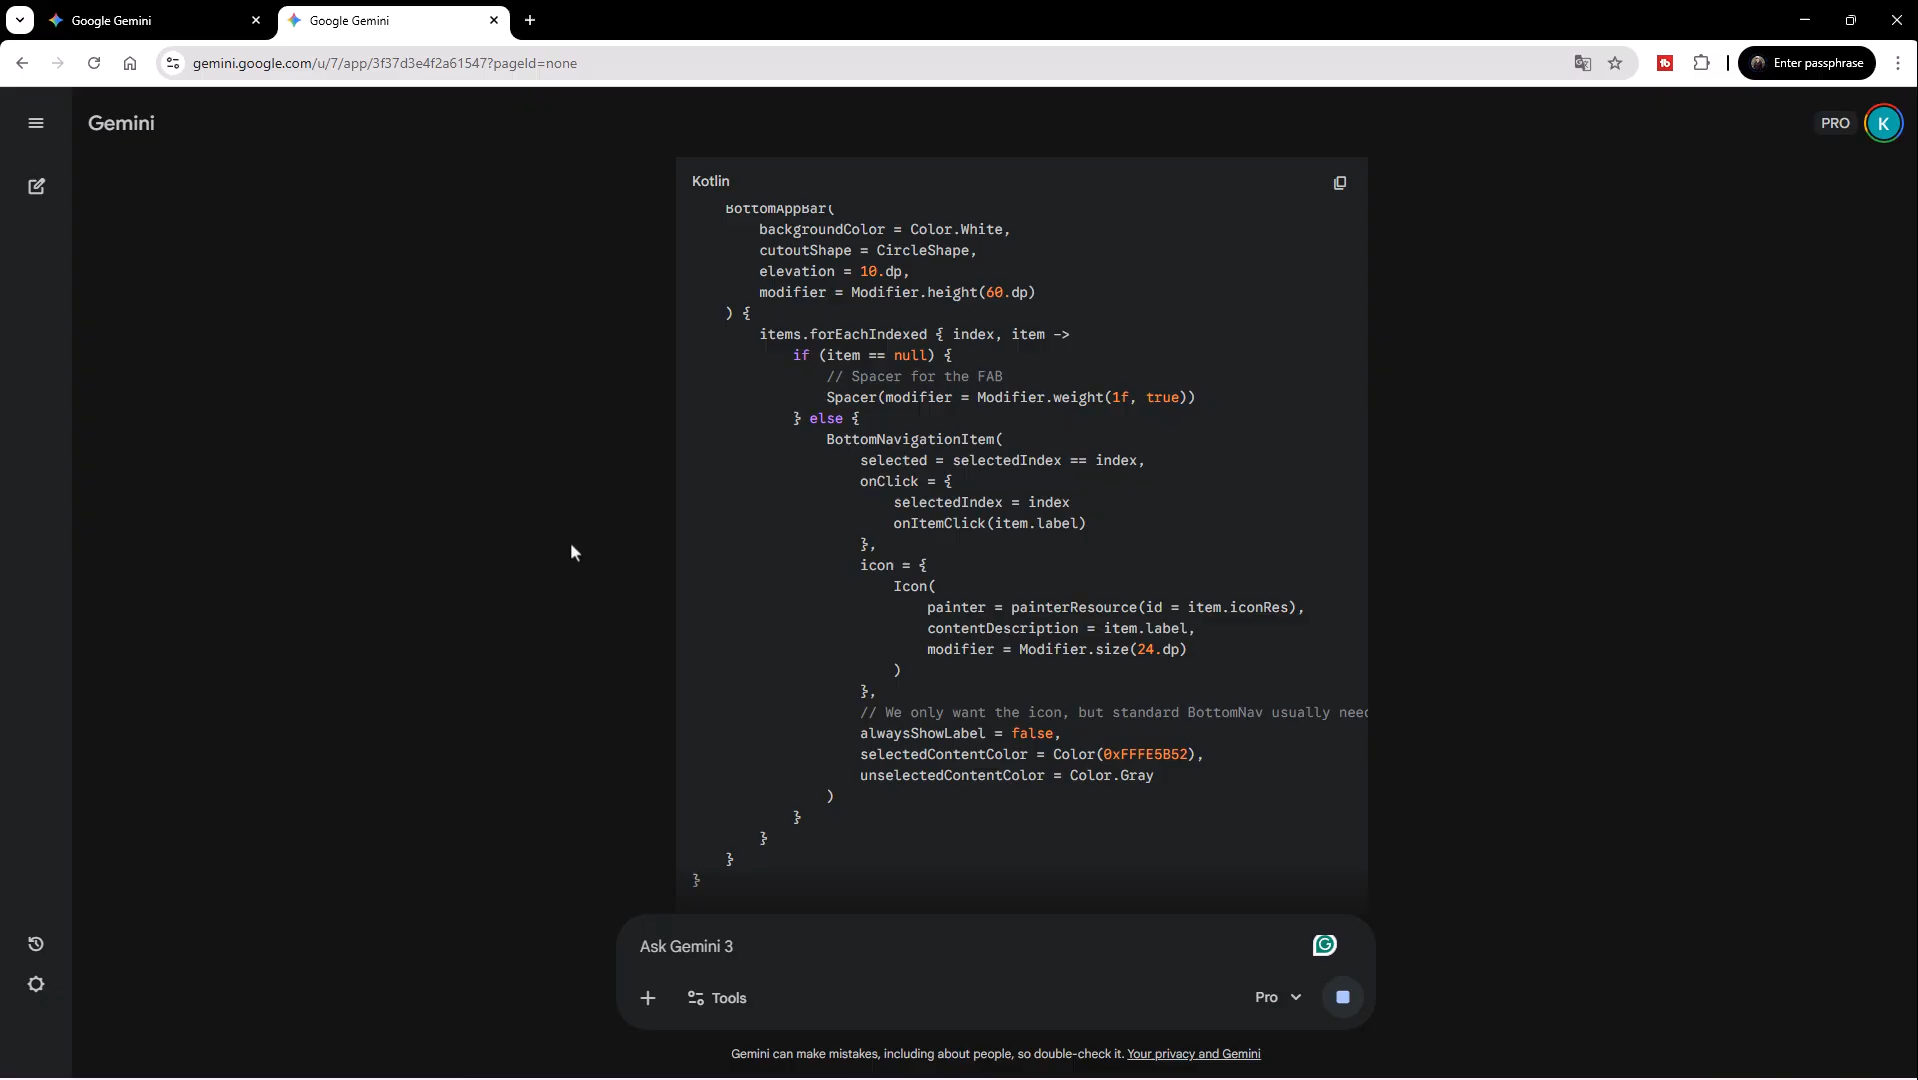 Google Gemini
Google Gemini
gemini.google.com/u/7/app/3f37d3e4f2a61547?pageId=none
Enter passphrase
Gemini
PRO
K
Kotlin
BottomAppBar(
backgroundColor = Color.White,
cutoutShape = CircleShape,
elevation = 10.dp,
modifier = Modifier.height(60.dp)
) {
items.forEachIndexed { index, item ->
if (item == null) {
// Spacer for the FAB
Spacer(modifier = Modifier.weight(1f, true))
} else {
BottomNavigationItem(
selected = selectedIndex == index,
onClick = {
selectedIndex = index
onItemClick(item.label)
},
icon = {
Icon(
painter = painterResource(id = item.iconRes),
contentDescription = item.label,
modifier = Modifier.size(24.dp)
)
},
// We only want the icon, but standard BottomNav usually need
alwaysShowLabel = false,
selectedContentColor = Color(0xFFFE5B52),
unselectedContentColor = Color.Gray
)
}
}
}
}
Ask Gemini 3
Tools
Pro
Gemini can make mistakes, including about people, so double-check it. Your privacy and Gemini